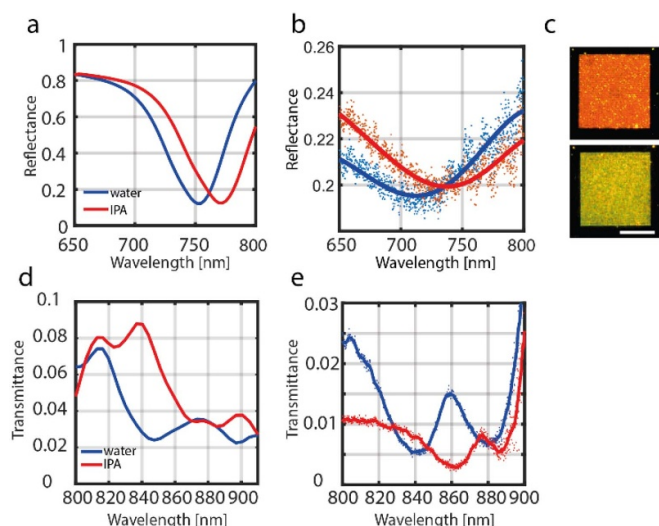 a
b
c
1
0.8
0.6
0.4
0.2
0
Reflectance
water
IPA
650
700
750
800
Wavelength [nm]
0.26
0.24
0.22
0.2
Reflectance
650
700
750
800
Wavelength [nm]
d
e
0.1
0.08
0.06
0.04
0.02
0.0
Transmittance
water
IPA
800 820 840 860 880 900
Wavelength [nm]
0.03
0.02
0.01
0
Transmittance
800 820 840 860 880 900
Wavelength [nm]